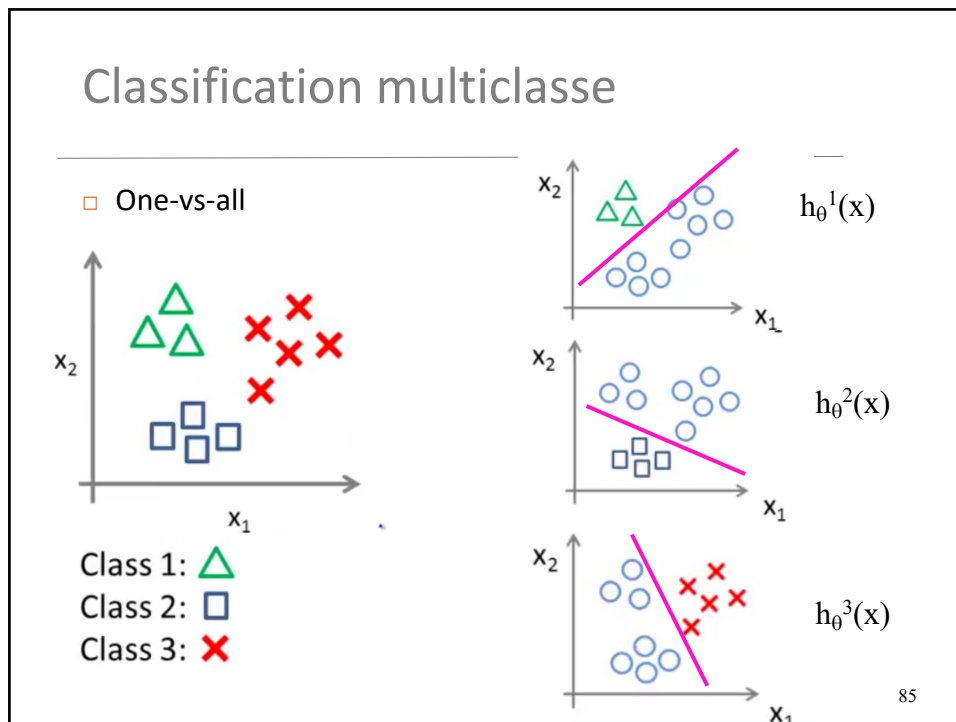 Classification multiclasse
□ One-vs-all
x₂
x₁
Class 1: △
Class 2: □
Class 3: ✕
x₂
x₁
hθ¹(x)
x₂
x₁
hθ²(x)
x₂
x₁
hθ³(x)
85